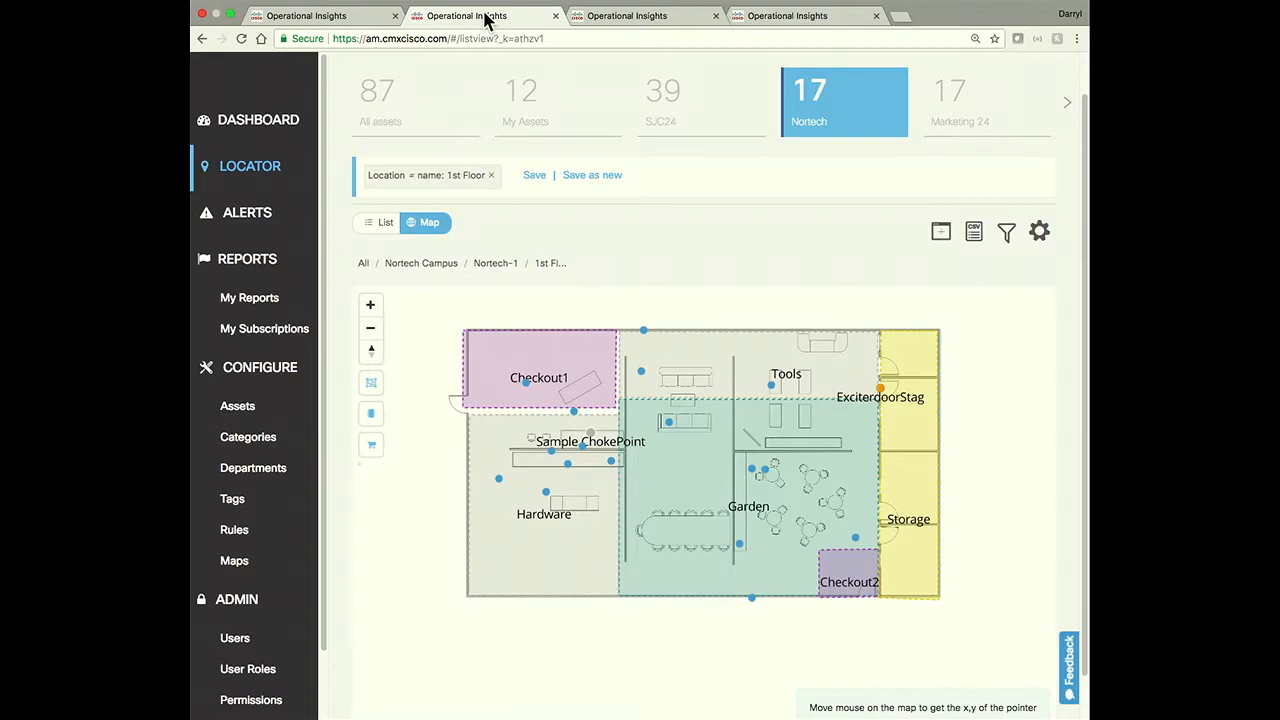 Operational Insights
Operational Insights
Operational Insights
Operational Insights
Darryl
Secure
https://am.cmxcisco.com/#/listview?_k=athzv1
DASHBOARD
LOCATOR
ALERTS
REPORTS
My Reports
My Subscriptions
CONFIGURE
Assets
Categories
Departments
Tags
Rules
Maps
ADMIN
Users
User Roles
Permissions
87
All assets
12
My Assets
39
SJC24
17
Nortech
17
Marketing 24
Location = name: 1st Floor ×
Save | Save as new
List
Map
CSV
All / Nortech Campus / Nortech-1 / 1st Fl...
Checkout1
Tools
ExciterdoorStag
Sample ChokePoint
Garden
Hardware
Storage
Checkout2
Feedback
Move mouse on the map to get the x,y of the pointer